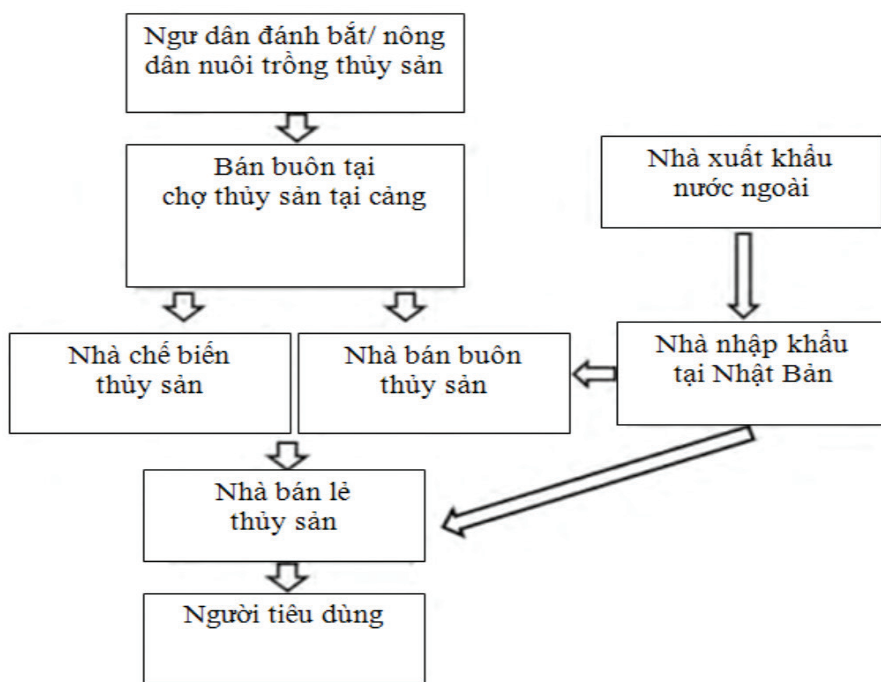 Ngư dân đánh bắt/ nông
dân nuôi trồng thủy sản
Bán buôn tại
chợ thủy sản tại cảng
Nhà xuất khẩu
nước ngoài
Nhà chế biến
thủy sản
Nhà bán buôn
thủy sản
Nhà nhập khẩu
tại Nhật Bản
Nhà bán lẻ
thủy sản
Người tiêu dùng